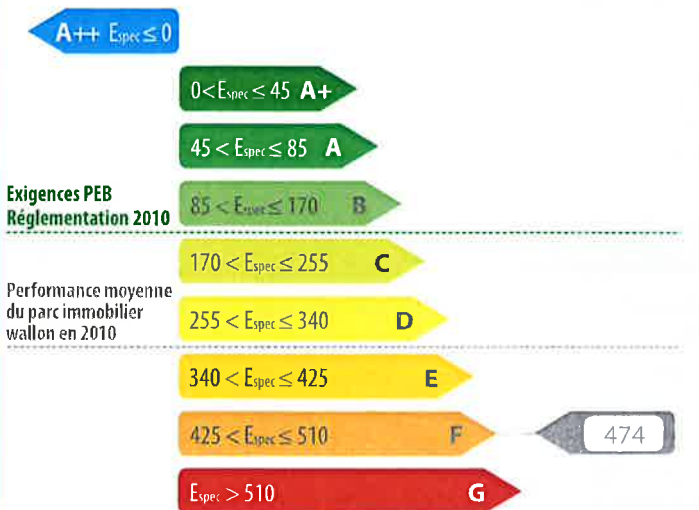 A++ Espec ≤ 0
0 < Espec ≤ 45 A+
45 < Espec ≤ 85 A
Exigences PEB
Réglementation 2010
85 < Espec ≤ 170 B
170 < Espec ≤ 255 C
Performance moyenne
du parc immobilier
wallon en 2010
255 < Espec ≤ 340 D
340 < Espec ≤ 425 E
425 < Espec ≤ 510 F
474
Espec > 510 G